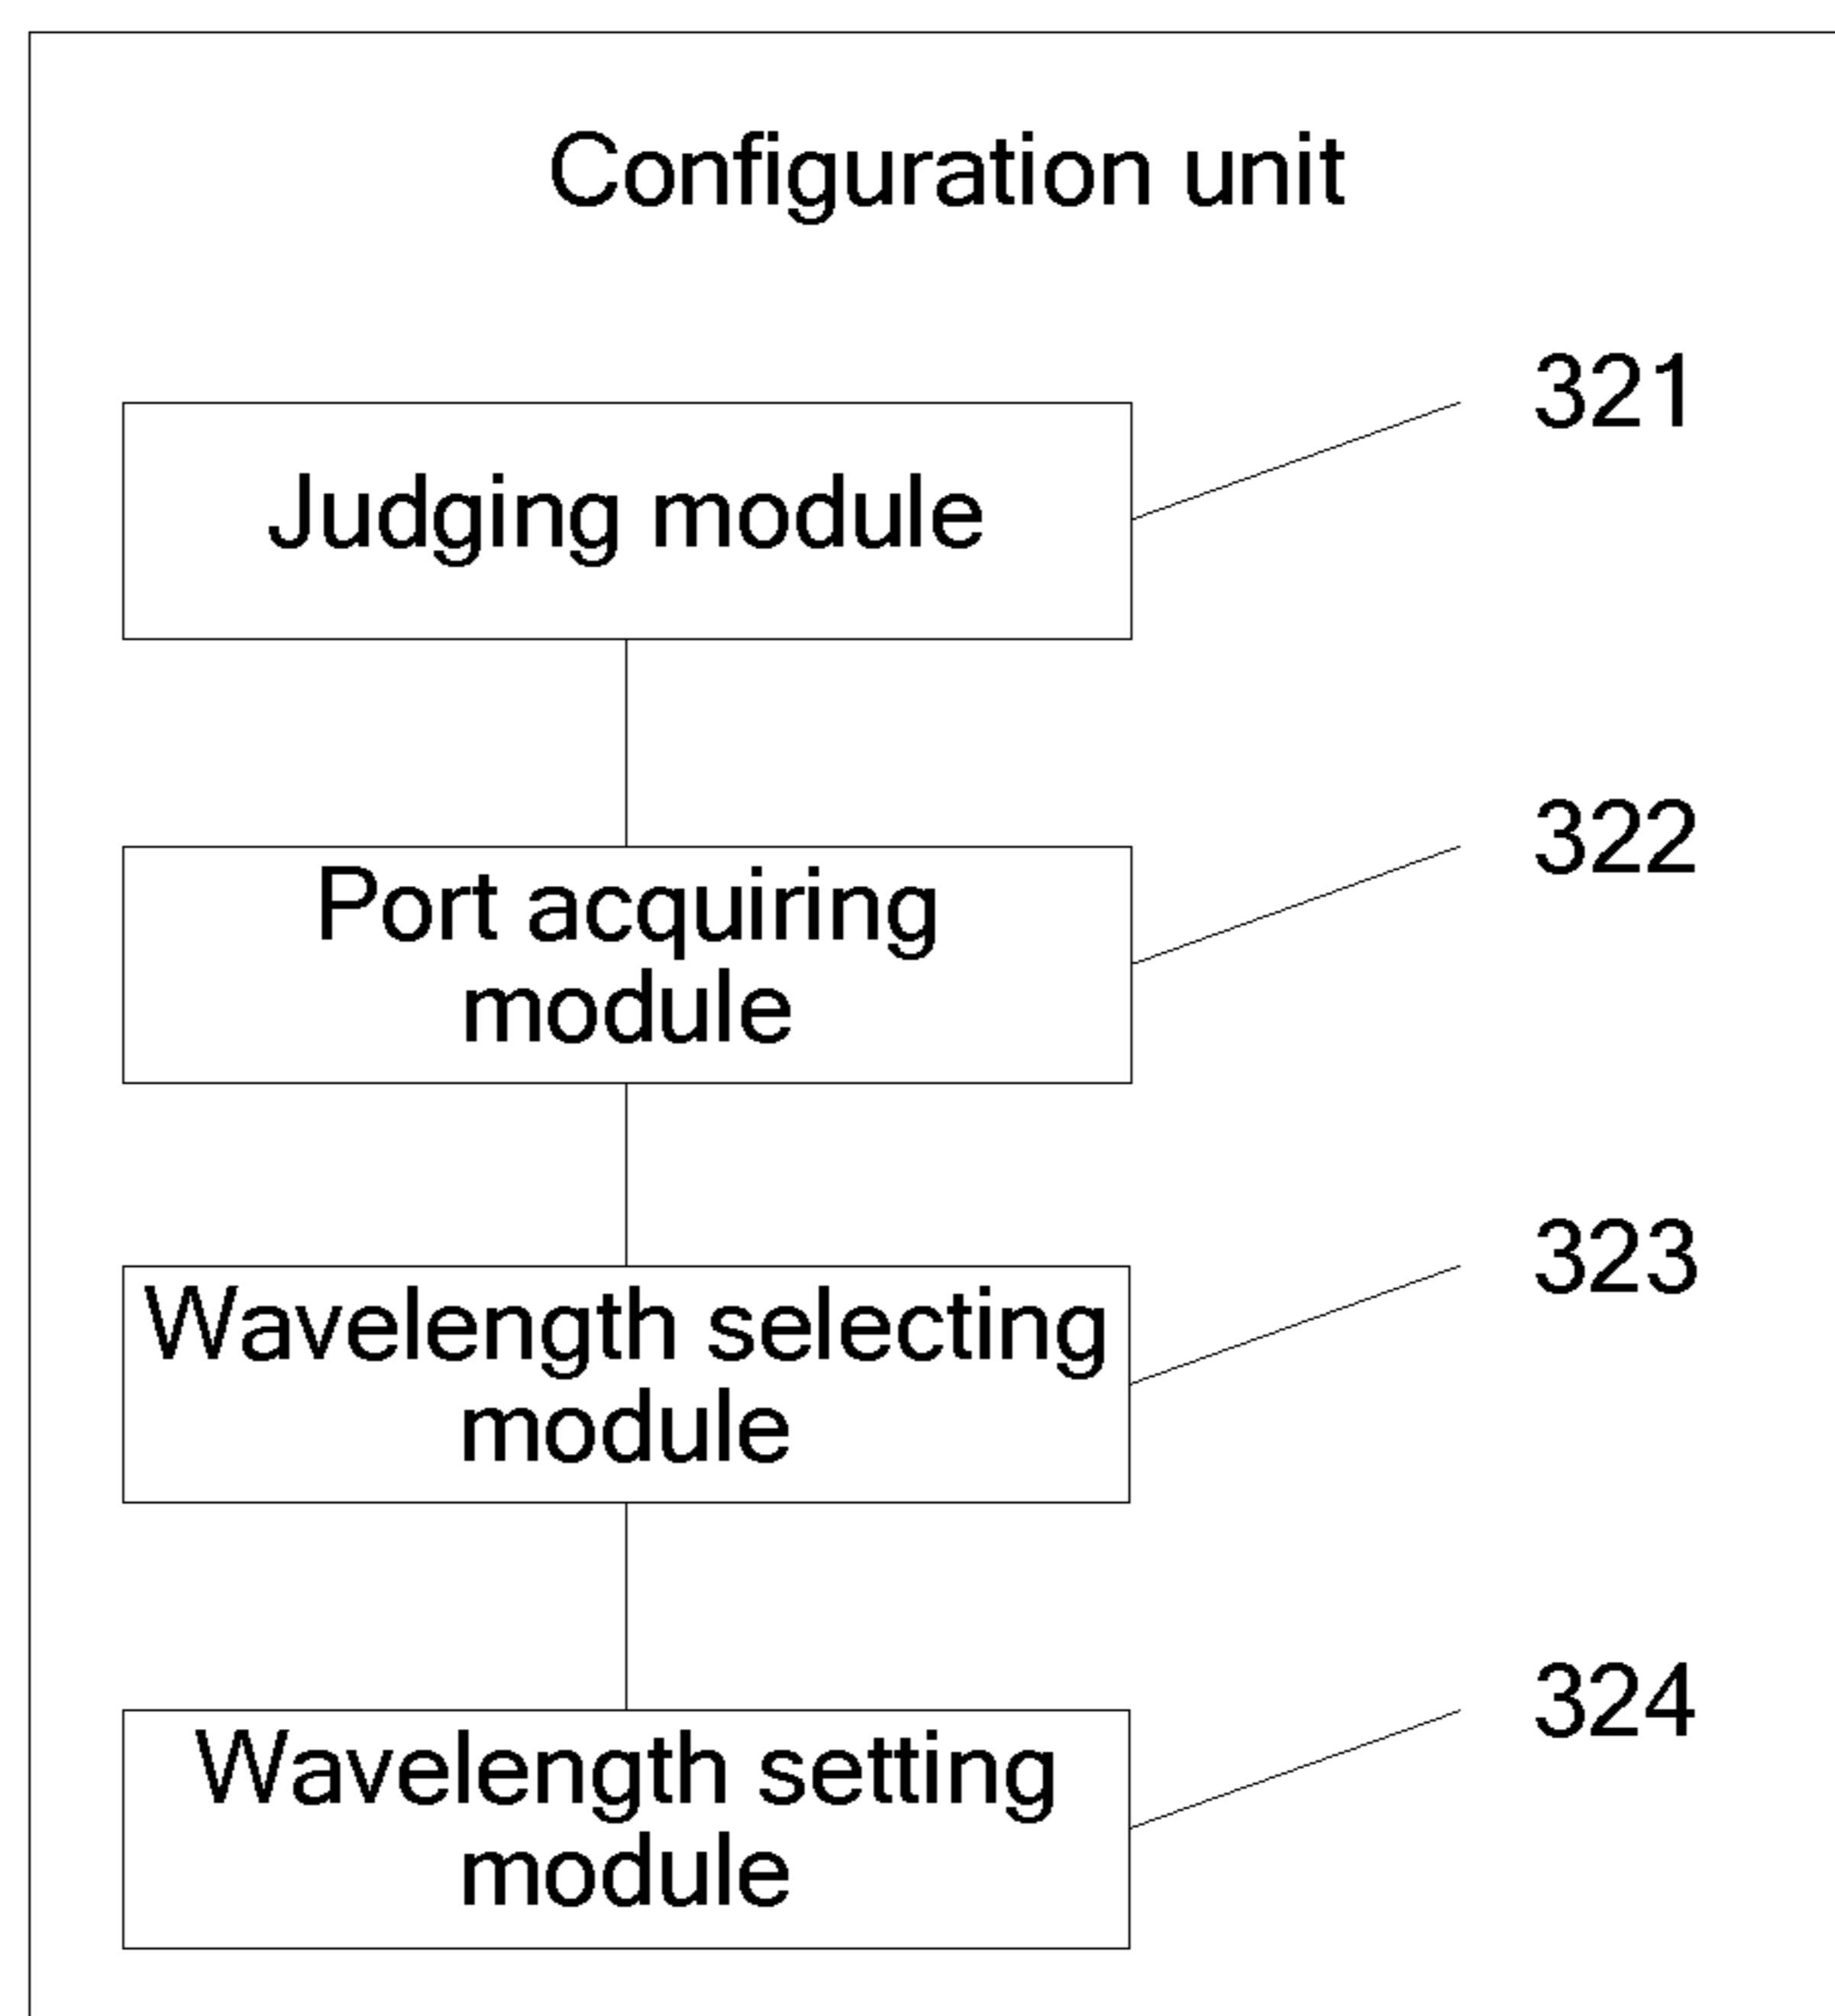 Configuration unit
321
Judging module
322
Port acquiring
module
323
Wavelength selecting
module
324
Wavelength setting
module